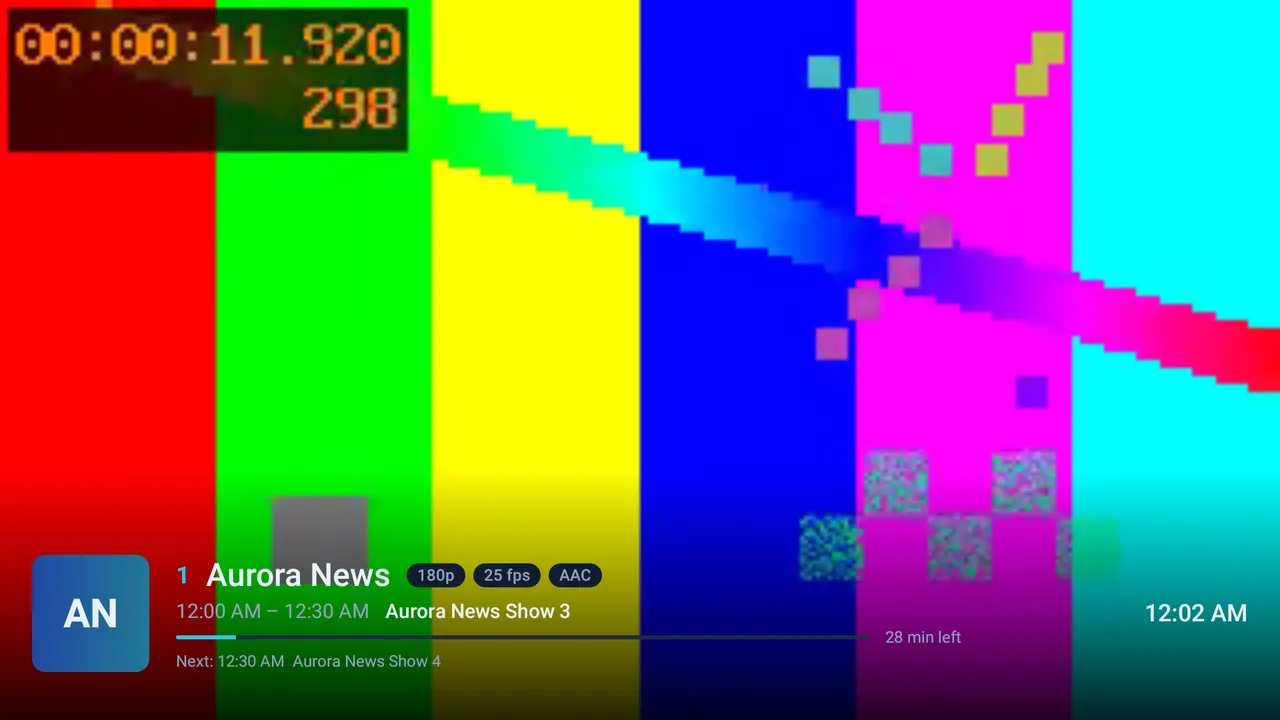 00:00:11.920
298
AN
1 Aurora News 180p 25 fps AAC
12:00 AM – 12:30 AM Aurora News Show 3
28 min left
Next: 12:30 AM Aurora News Show 4
12:02 AM